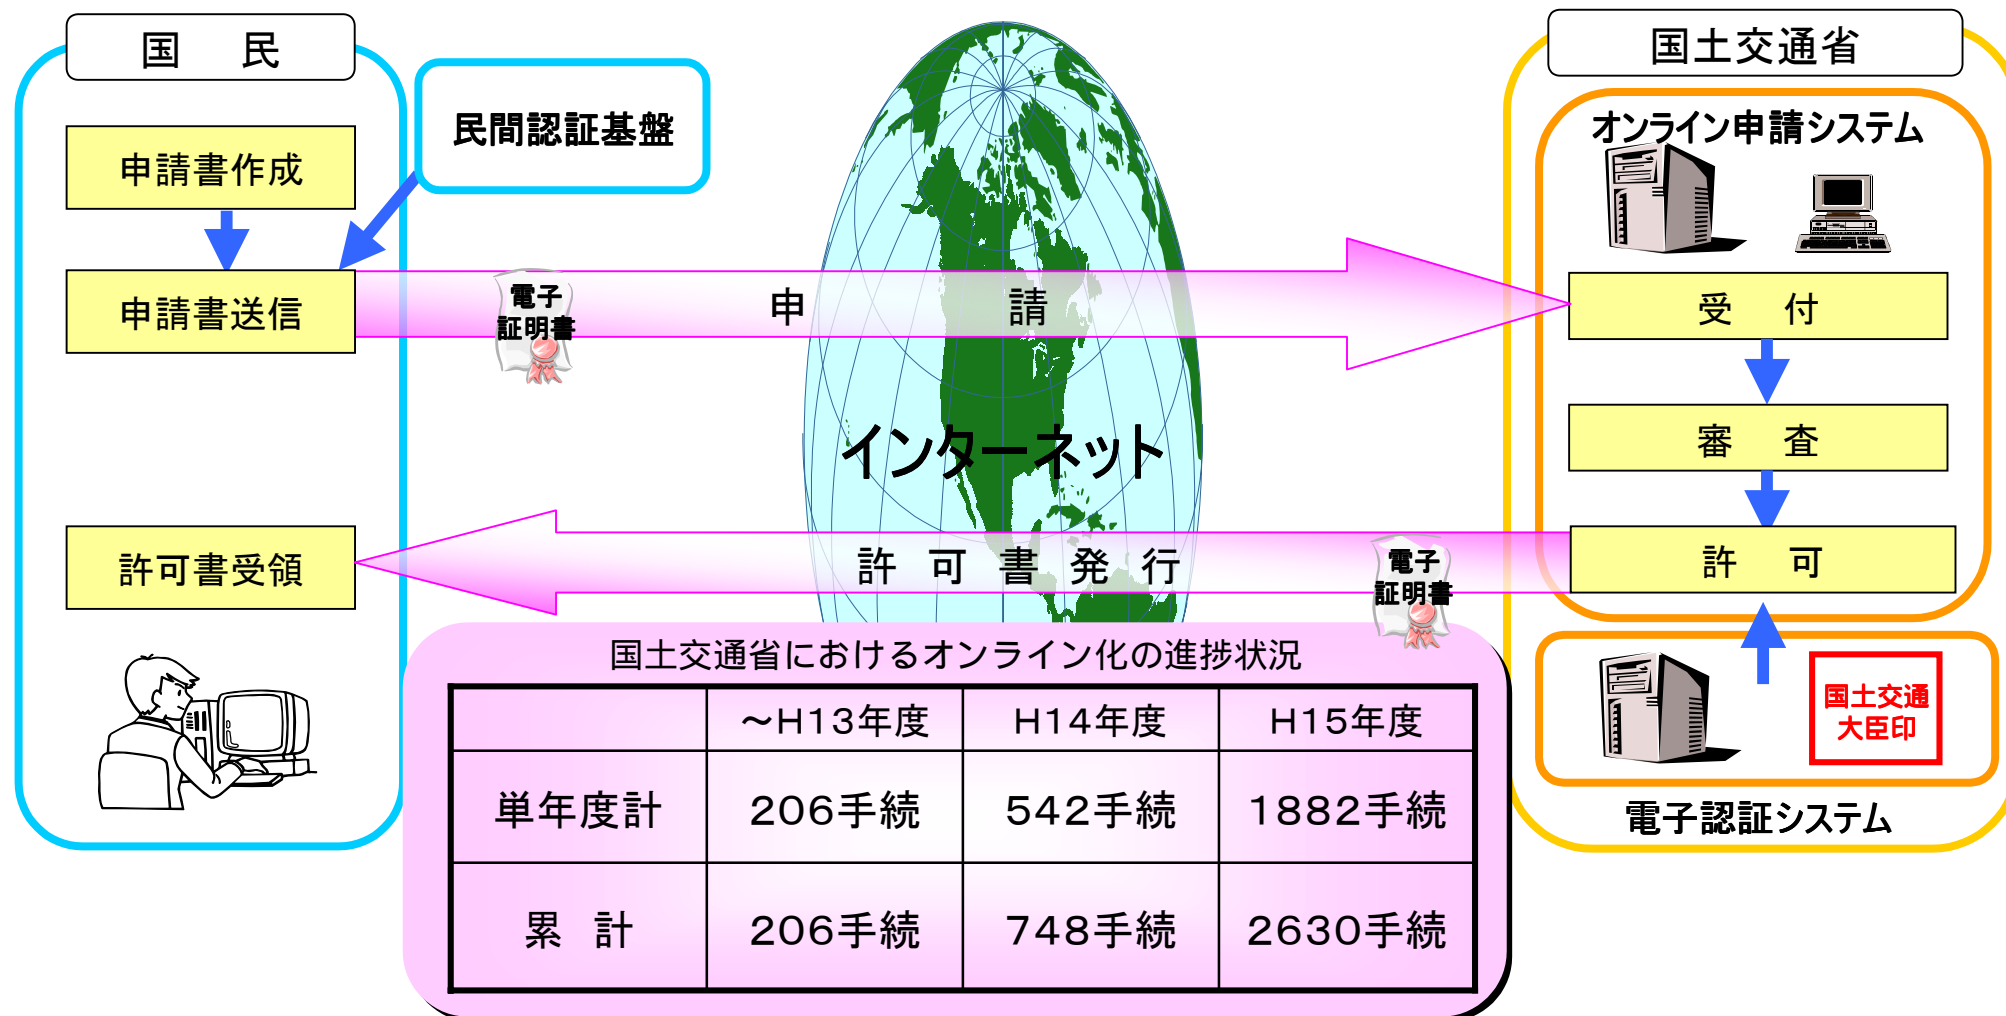 国　民
申請書作成
申請書送信
許可書受領
民間認証基盤
電子
証明書
申　請
インターネット
許可書発行
電子
証明書
国土交通省
オンライン申請システム
受　付
審　査
許　可
国土交通
大臣印
電子認証システム
国土交通省におけるオンライン化の進捗状況
～H13年度　H14年度　H15年度
単年度計　206手続　542手続　1882手続
累　計　206手続　748手続　2630手続